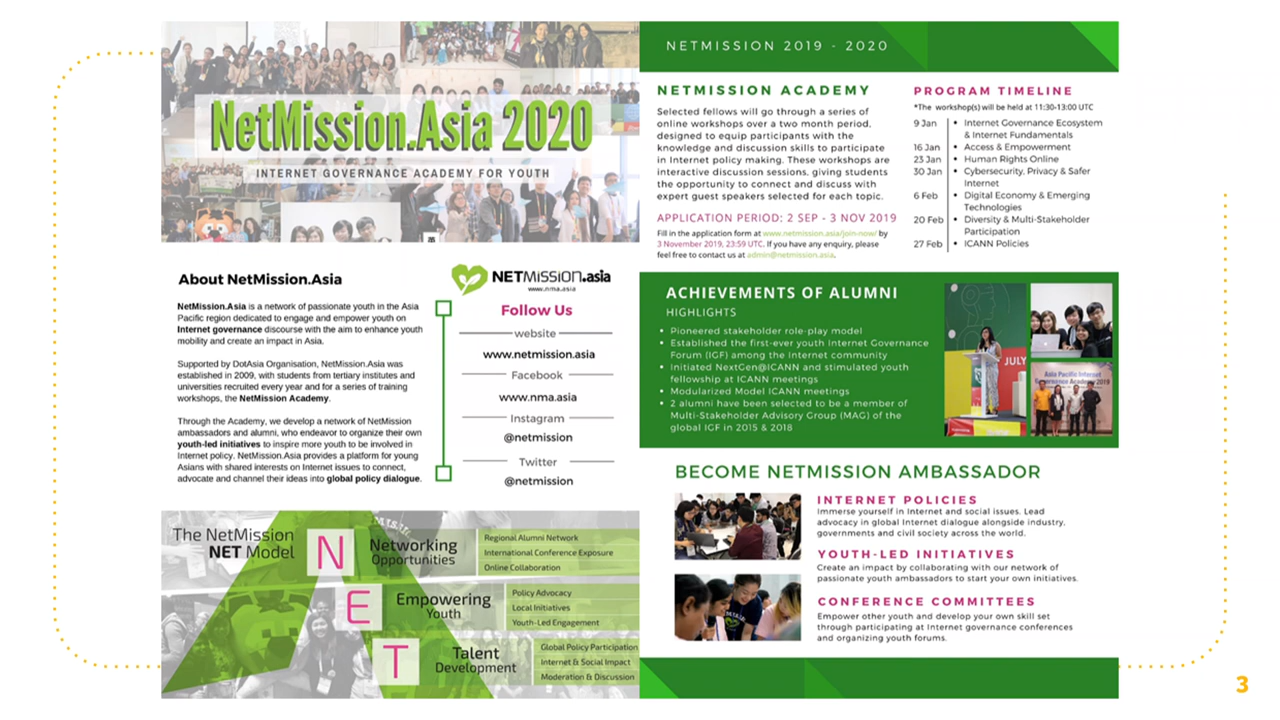 NetMission.Asia 2020
INTERNET GOVERNANCE ACADEMY FOR YOUTH
About NetMission.Asia
NetMission.Asia is a network of passionate youth in the Asia
Pacific region dedicated to engage and empower youth on
Internet governance discourse with the aim to enhance youth
mobility and create an impact in Asia.
Supported by DotAsia Organisation, NetMission.Asia was
established in 2009, with students from tertiary institutes and
universities recruited every year and for a series of training
workshops, the NetMission Academy.
Through the Academy, we develop a network of NetMission
ambassadors and alumni, who endeavor to organize their own
youth-led initiatives to inspire more youth to be involved in
Internet policy. NetMission.Asia provides a platform for young
Asians with shared interests on Internet issues to connect,
advocate and channel their ideas into global policy dialogue.
NETMISSION.asia
www.nma.asia
Follow Us
website
www.netmission.asia
Facebook
www.nma.asia
Instagram
@netmission
Twitter
@netmission
The NetMission
NET Model
N
Networking
Opportunities
Regional Alumni Network
International Conference Exposure
Online Collaboration
E
Empowering
Youth
Policy Advocacy
Local Initiatives
Youth-Led Engagement
T
Talent
Development
Global Policy Participation
Internet & Social Impact
Moderation & Discussion
NETMISSION 2019 - 2020
NETMISSION ACADEMY
Selected fellows will go through a series of
online workshops over a two month period,
designed to equip participants with the
knowledge and discussion skills to participate
in Internet policy making. These workshops are
interactive discussion sessions, giving students
the opportunity to connect and discuss with
expert guest speakers selected for each topic.
APPLICATION PERIOD: 2 SEP - 3 NOV 2019
Fill in the application form at www.netmission.asia/join-now/ by
3 November 2019, 23:59 UTC. If you have any enquiry, please
feel free to contact us at admin@netmission.asia.
PROGRAM TIMELINE
*The workshop(s) will be held at 11:30-13:00 UTC
9 Jan • Internet Governance Ecosystem
& Internet Fundamentals
16 Jan • Access & Empowerment
23 Jan • Human Rights Online
30 Jan • Cybersecurity, Privacy & Safer
Internet
6 Feb • Digital Economy & Emerging
Technologies
20 Feb • Diversity & Multi-Stakeholder
Participation
27 Feb • ICANN Policies
ACHIEVEMENTS OF ALUMNI
HIGHLIGHTS
• Pioneered stakeholder role-play model
• Established the first-ever youth Internet Governance
Forum (IGF) among the Internet community
• Initiated NextGen@ICANN and stimulated youth
fellowship at ICANN meetings
• Modularized Model ICANN meetings
• 2 alumni have been selected to be a member of
Multi-Stakeholder Advisory Group (MAG) of the
global IGF in 2015 & 2018
JULY
Asia Pacific Internet
Governance Academy 2019
BECOME NETMISSION AMBASSADOR
INTERNET POLICIES
Immerse yourself in Internet and social issues. Lead
advocacy in global Internet dialogue alongside industry,
governments and civil society across the world.
YOUTH-LED INITIATIVES
Create an impact by collaborating with our network of
passionate youth ambassadors to start your own initiatives.
CONFERENCE COMMITTEES
Empower other youth and develop your own skill set
through participating at Internet governance conferences
and organizing youth forums.
3